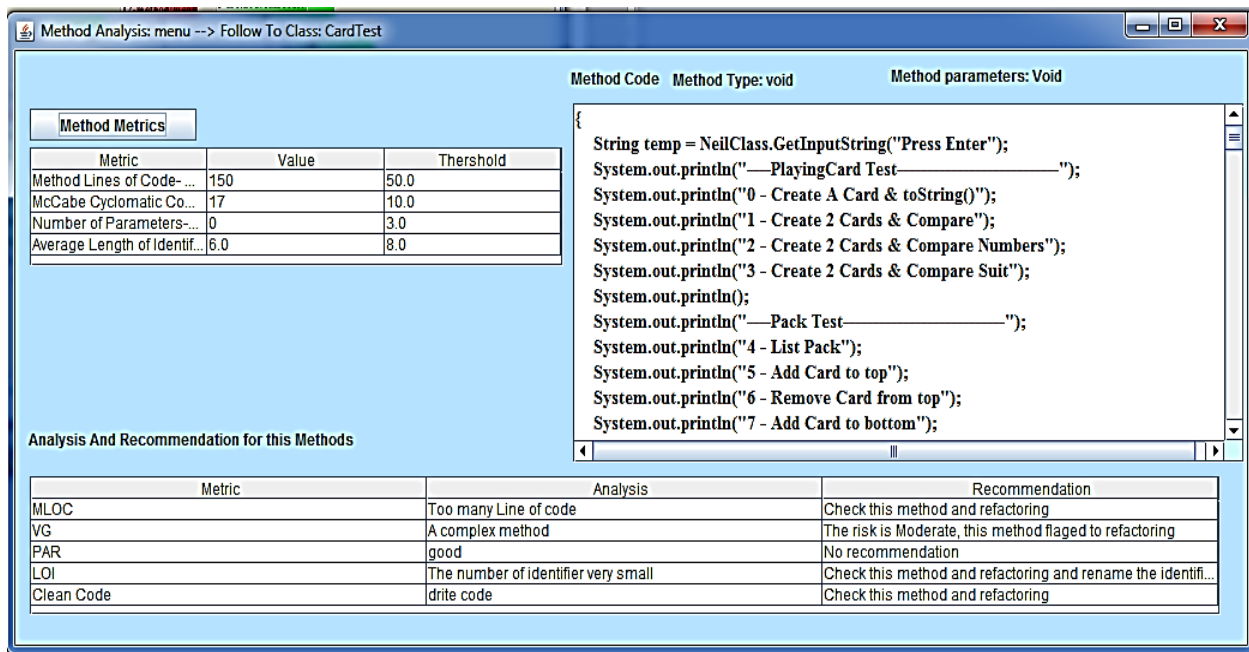 Method Analysis: menu --> Follow To Class: CardTest
Method Code Method Type: void Method parameters: Void
Method Metrics
Metric Value Thershold
Method Lines of Code- ... 150 50.0
McCabe Cyclomatic Co... 17 10.0
Number of Parameters-... 0 3.0
Average Length of Identif... 6.0 8.0
{
String temp = NeilClass.GetInputString("Press Enter");
System.out.println("----PlayingCard Test-----------------------");
System.out.println("0 - Create A Card & toString()");
System.out.println("1 - Create 2 Cards & Compare");
System.out.println("2 - Create 2 Cards & Compare Numbers");
System.out.println("3 - Create 2 Cards & Compare Suit");
System.out.println();
System.out.println("----Pack Test-----------------------");
System.out.println("4 - List Pack");
System.out.println("5 - Add Card to top");
System.out.println("6 - Remove Card from top");
System.out.println("7 - Add Card to bottom");
Analysis And Recommendation for this Methods
Metric Analysis Recommendation
MLOC Too many Line of code Check this method and refactoring
VG A complex method The risk is Moderate, this method flaged to refactoring
PAR good No recommendation
LOI The number of identifier very small Check this method and refactoring and rename the identifi...
Clean Code drite code Check this method and refactoring